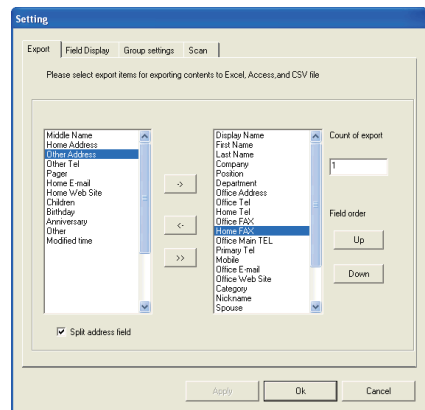 Setting
Export Field Display Group settings Scan
Please select export items for exporting contents to Excel, Access,and CSV file
Middle Name
Home Address
Other Address
Other Tel
Pager
Home E-mail
Home Web Site
Children
Birthday
Anniversary
Other
Modified time
->
<-
>>
Display Name
First Name
Last Name
Company
Position
Department
Office Address
Office Tel
Home Tel
Office FAX
Home FAX
Office Main TEL
Primary Tel
Mobile
Office E-mail
Office Web Site
Category
Nickname
Spouse
Count of export
1
Field order
Up
Down
Split address field
Apply Ok Cancel